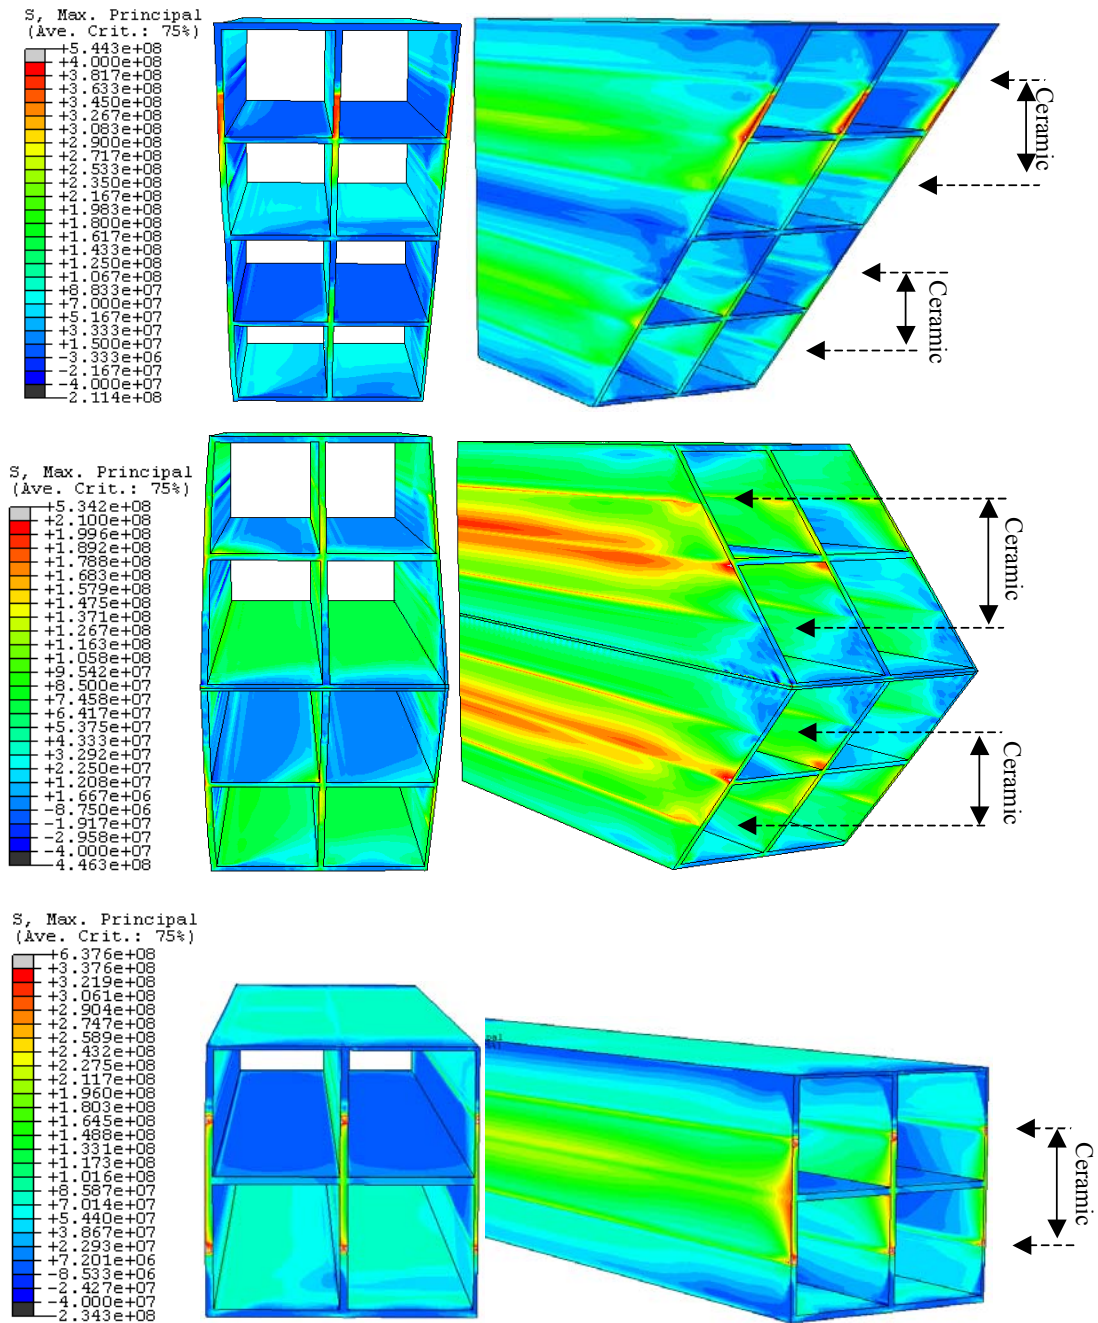 S, Max. Principal
(Ave. Crit.: 75%)
+5.443e+08
+4.000e+08
+3.817e+08
+3.633e+08
+3.450e+08
+3.267e+08
+3.083e+08
+2.900e+08
+2.717e+08
+2.533e+08
+2.350e+08
+2.167e+08
+1.983e+08
+1.800e+08
+1.617e+08
+1.433e+08
+1.250e+08
+1.067e+08
+8.833e+07
+7.000e+07
+5.167e+07
+3.333e+07
+1.500e+07
-3.333e+06
-2.167e+07
-4.000e+07
-2.114e+08
Ceramic
Ceramic
S, Max. Principal
(Ave. Crit.: 75%)
+5.342e+08
+2.100e+08
+1.996e+08
+1.892e+08
+1.788e+08
+1.683e+08
+1.579e+08
+1.475e+08
+1.371e+08
+1.267e+08
+1.163e+08
+1.058e+08
+9.542e+07
+8.500e+07
+7.458e+07
+6.417e+07
+5.375e+07
+4.333e+07
+3.292e+07
+2.250e+07
+1.208e+07
+1.667e+06
-8.750e+06
-1.917e+07
-2.958e+07
-4.000e+07
-4.463e+08
Ceramic
Ceramic
S, Max. Principal
(Ave. Crit.: 75%)
+6.376e+08
+3.376e+08
+3.219e+08
+3.061e+08
+2.904e+08
+2.747e+08
+2.589e+08
+2.432e+08
+2.275e+08
+2.117e+08
+1.960e+08
+1.803e+08
+1.645e+08
+1.488e+08
+1.331e+08
+1.173e+08
+1.016e+08
+8.587e+07
+7.014e+07
+5.440e+07
+3.867e+07
+2.293e+07
+7.201e+06
-8.533e+06
-2.427e+07
-4.000e+07
-2.343e+08
Ceramic